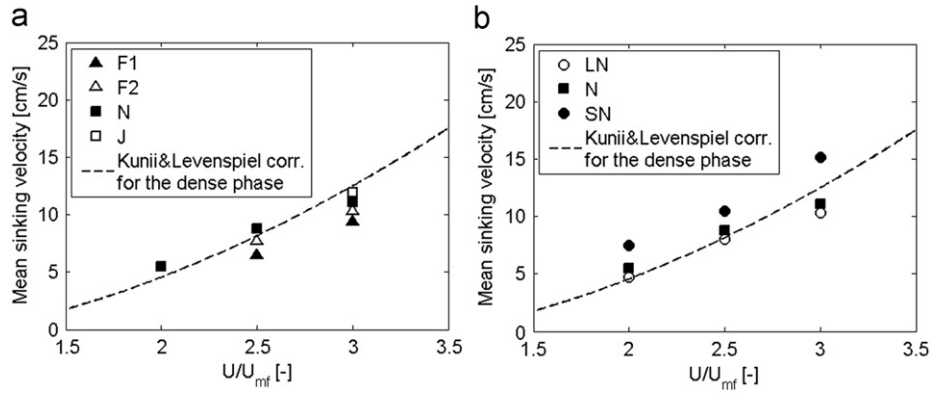 a
25
20
15
10
5
0
Mean sinking velocity [cm/s]
F1
F2
N
J
Kunii&Levenspiel corr.
for the dense phase
1.5 2 2.5 3 3.5
U/Umf [-]
b
25
20
15
10
5
0
Mean sinking velocity [cm/s]
LN
N
SN
Kunii&Levenspiel corr.
for the dense phase
1.5 2 2.5 3 3.5
U/Umf [-]